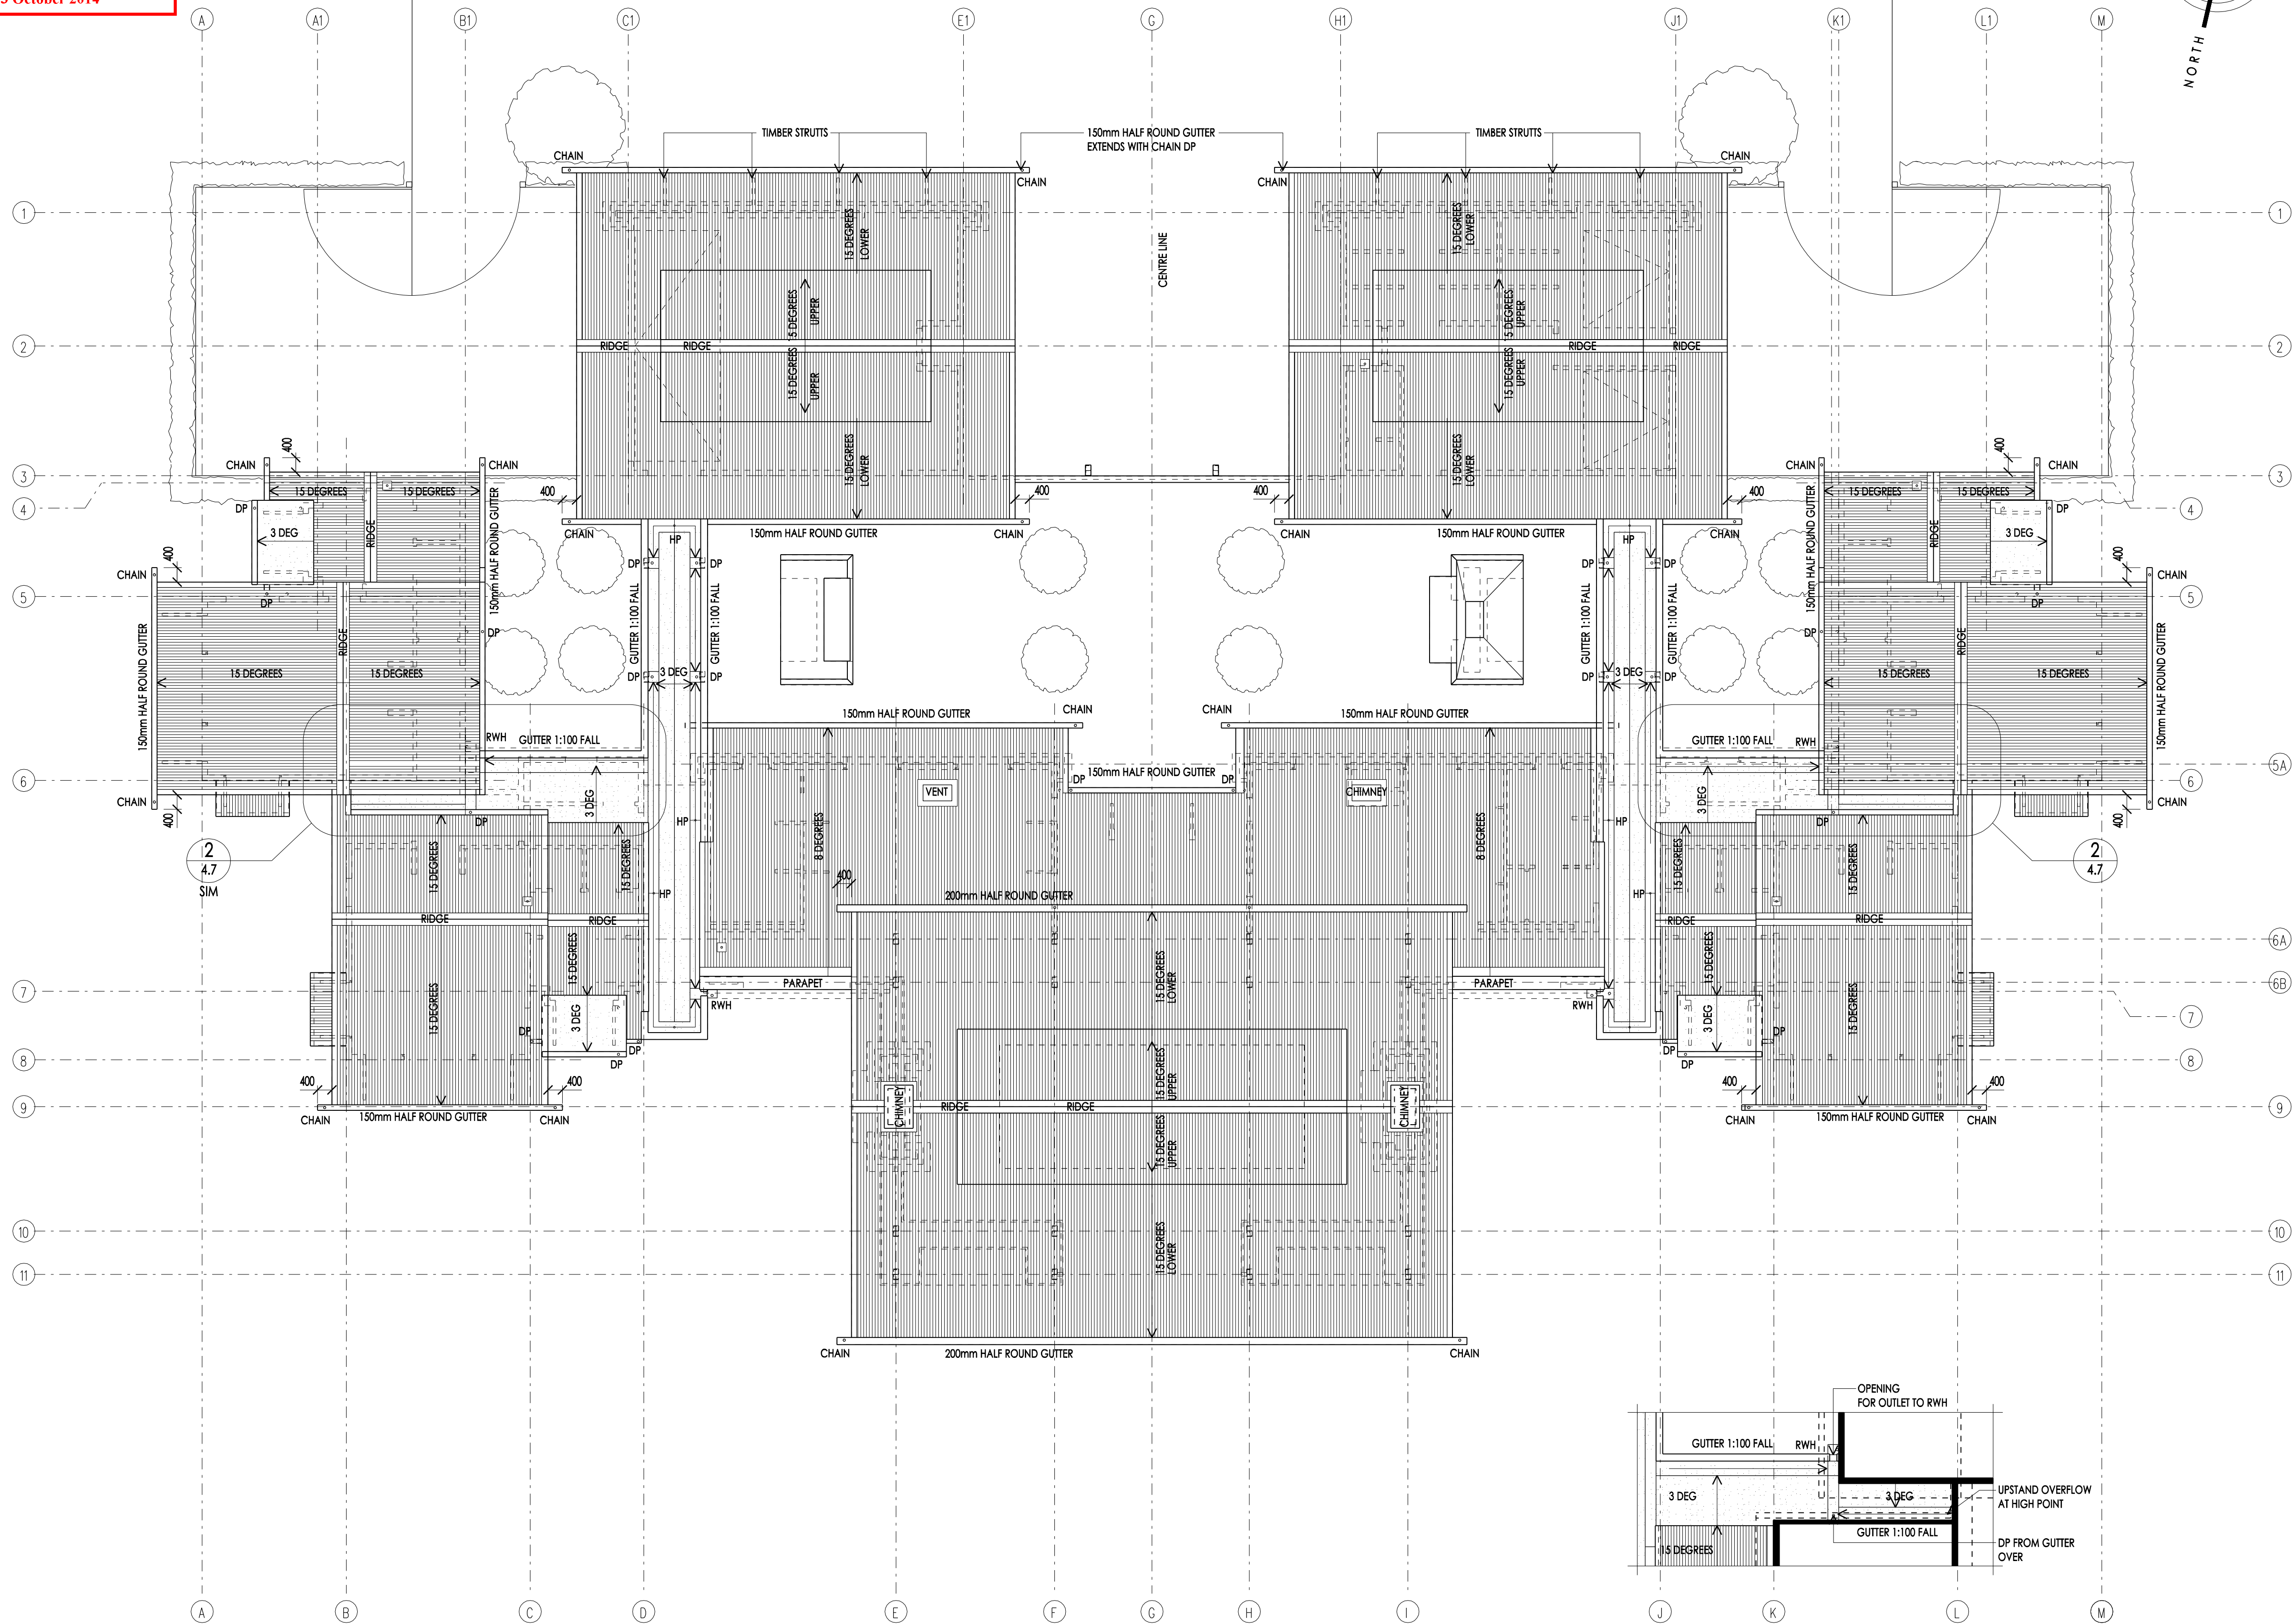 3 October 2014
A
A1
B1
C1
E1
G
H1
J1
K1
L1
M
NORTH
TIMBER STRUTTS
150mm HALF ROUND GUTTER
EXTENDS WITH CHAIN DP
TIMBER STRUTTS
CHAIN
CHAIN
CHAIN
CHAIN
1
1
15 DEGREES
LOWER
CENTRE LINE
15 DEGREES
LOWER
15 DEGREES
UPPER
15 DEGREES
UPPER
2
RIDGE
RIDGE
RIDGE
RIDGE
2
15 DEGREES
UPPER
15 DEGREES
UPPER
15 DEGREES
LOWER
15 DEGREES
LOWER
400
CHAIN
CHAIN
CHAIN
400
CHAIN
3
3
15 DEGREES
15 DEGREES
400
400
400
400
15 DEGREES
15 DEGREES
4
DP
DP
4
3 DEG
RIDGE
150mm HALF ROUND GUTTER
CHAIN
150mm HALF ROUND GUTTER
CHAIN
CHAIN
150mm HALF ROUND GUTTER
CHAIN
150mm HALF ROUND GUTTER
RIDGE
3 DEG
HP
HP
400
CHAIN
DP
DP
DP
DP
400
CHAIN
5
DP
DP
5
GUTTER 1:100 FALL
GUTTER 1:100 FALL
GUTTER 1:100 FALL
GUTTER 1:100 FALL
150mm HALF ROUND GUTTER
RIDGE
DP
DP
RIDGE
150mm HALF ROUND GUTTER
15 DEGREES
15 DEGREES
DP
3 DEG
DP
DP
3 DEG
DP
15 DEGREES
15 DEGREES
150mm HALF ROUND GUTTER
CHAIN
CHAIN
150mm HALF ROUND GUTTER
RWH
GUTTER 1:100 FALL
GUTTER 1:100 FALL
RWH
6
DP
150mm HALF ROUND GUTTER
DP
5A
6
VENT
CHIMNEY
3 DEG
3 DEG
CHAIN
400
DP
HP
HP
DP
CHAIN
400
2
4.7
SIM
2
4.7
15 DEGREES
15 DEGREES
8 DEGREES
8 DEGREES
15 DEGREES
15 DEGREES
400
HP
200mm HALF ROUND GUTTER
HP
RIDGE
RIDGE
RIDGE
RIDGE
6A
15 DEGREES
15 DEGREES
LOWER
15 DEGREES
7
PARAPET
PARAPET
6B
15 DEGREES
RWH
RWH
15 DEGREES
7
3 DEG
3 DEG
DP
DP
DP
DP
DP
DP
8
8
15 DEGREES
UPPER
400
400
400
400
CHIMNEY
CHIMNEY
9
RIDGE
RIDGE
9
CHAIN
150mm HALF ROUND GUTTER
CHAIN
CHAIN
150mm HALF ROUND GUTTER
CHAIN
15 DEGREES
UPPER
10
10
15 DEGREES
LOWER
11
11
CHAIN
200mm HALF ROUND GUTTER
CHAIN
OPENING
FOR OUTLET TO RWH
GUTTER 1:100 FALL
RWH
3 DEG
3 DEG
UPSTAND OVERFLOW
AT HIGH POINT
GUTTER 1:100 FALL
15 DEGREES
DP FROM GUTTER
OVER
A
B
C
D
E
F
G
H
I
J
K
L
M